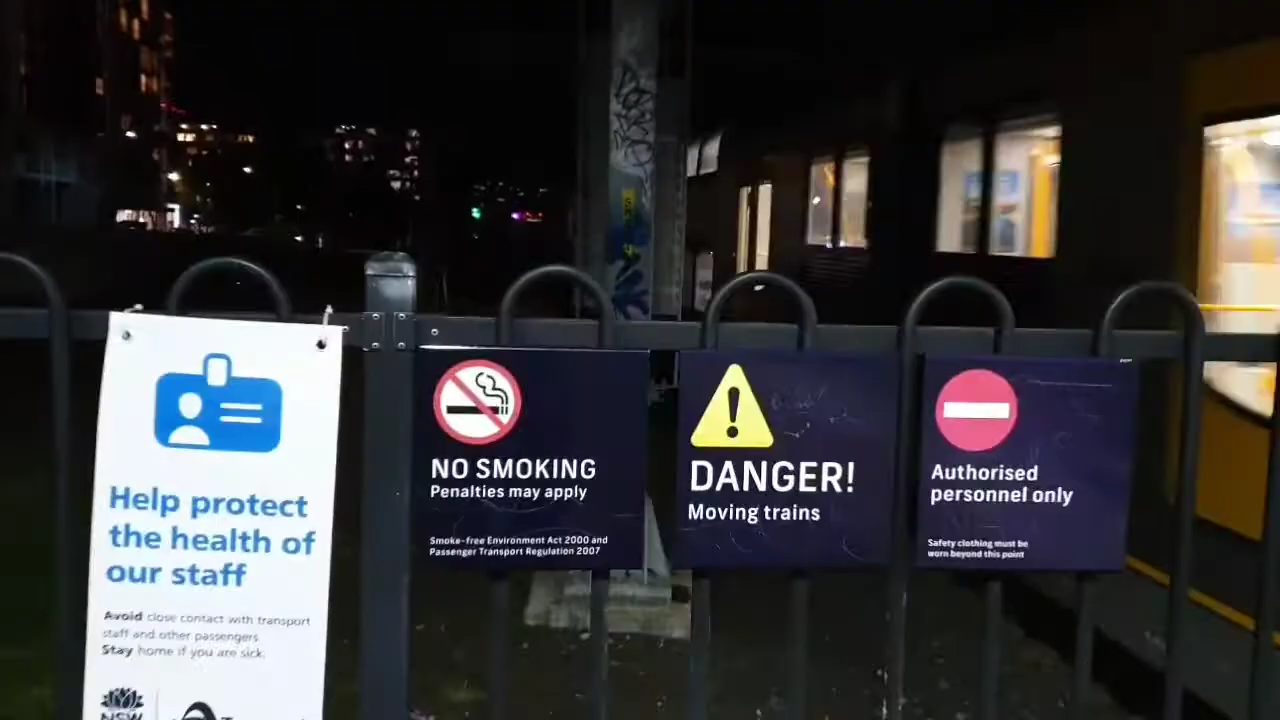 Help protect
the health of
our staff
Avoid close contact with transport
staff and other passengers
Stay home if you are sick.
NSW
NO SMOKING
Penalties may apply
Smoke-free Environment Act 2000 and
Passenger Transport Regulation 2007
DANGER!
Moving trains
Authorised
personnel only
Safety clothing must be
worn beyond this point